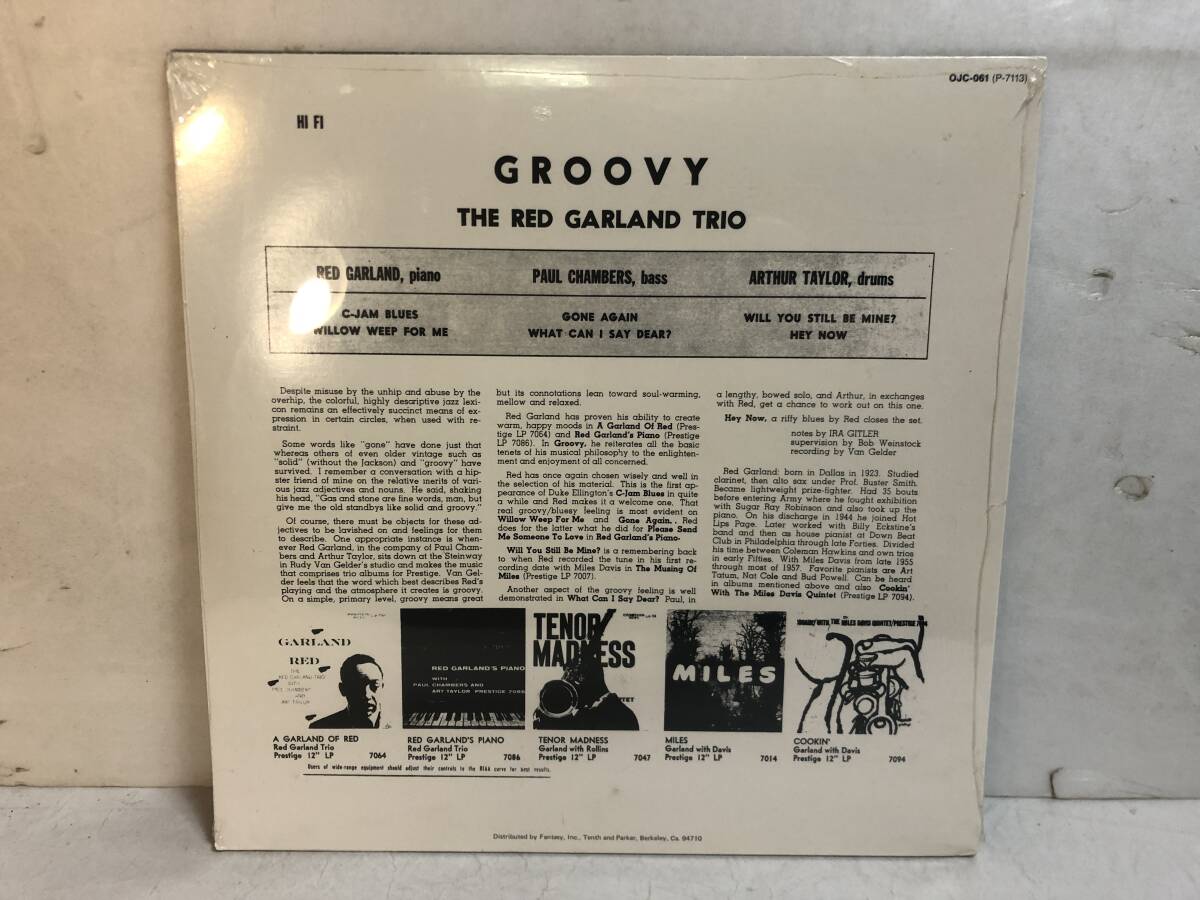 OJC-061 (P-7113)
HI FI
GROOVY
THE RED GARLAND TRIO
RED GARLAND, piano
PAUL CHAMBERS, bass
ARTHUR TAYLOR, drums
C-JAM BLUES
WILLOW WEEP FOR ME
GONE AGAIN
WHAT CAN I SAY DEAR?
WILL YOU STILL BE MINE?
HEY NOW
Despite misuse by the unhip and abuse by the
overhip, the colorful, highly descriptive jazz lexi-
con remains an effectively succinct means of ex-
pression in certain circles, when used with re-
straint.
Some words like "gone" have done just that
whereas others of even older vintage such as
"solid" (without the Jackson) and "groovy" have
survived. I remember a conversation with a hip-
ster friend of mine on the relative merits of vari-
ous jazz adjectives and nouns. He said, shaking
his head, "Gas and stone are fine words, man, but
give me the old standbys like solid and groovy."
Of course, there must be objects for these ad-
jectives to be lavished on and feelings for them
to describe. One appropriate instance is when-
ever Red Garland, in the company of Paul Cham-
bers and Arthur Taylor, sits down at the Steinway
in Rudy Van Gelder's studio and makes the music
that comprises trio albums for Prestige. Van Gel-
der feels that the word which best describes Red's
playing and the atmosphere it creates is groovy.
On a simple, primary level, groovy means great
but its connotations lean toward soul-warming,
mellow and relaxed.
Red Garland has proven his ability to create
warm, happy moods in A Garland Of Red (Pres-
tige LP 7064) and Red Garland's Piano (Prestige
LP 7086). In Groovy, he reiterates all the basic
tenets of his musical philosophy to the enlighten-
ment and enjoyment of all concerned.
Red has once again chosen wisely and well in
the selection of his material. This is the first ap-
pearance of Duke Ellington's C-Jam Blues in quite
a while and Red makes it a welcome one. That
real groovy/bluesy feeling is most evident on
Willow Weep For Me and Gone Again. Red
does for the latter what he did for Please Send
Me Someone To Love in Red Garland's Piano.
Will You Still Be Mine? is a remembering back
to when Red recorded the tune in his first re-
cording date with Miles Davis in The Musing Of
Miles (Prestige LP 7007).
Another aspect of the groovy feeling is well
demonstrated in What Can I Say Dear? Paul, in
a lengthy, bowed solo, and Arthur, in exchanges
with Red, get a chance to work out on this one.
Hey Now, a riffy blues by Red closes the set.
notes by IRA GITLER
supervision by Bob Weinstock
recording by Van Gelder
Red Garland: born in Dallas in 1923. Studied
clarinet, then alto sax under Prof. Buster Smith.
Became lightweight prize-fighter. Had 35 bouts
before entering Army where he fought exhibition
with Sugar Ray Robinson and also took up the
piano. On his discharge in 1944 he joined Hot
Lips Page. Later worked with Billy Eckstine's
band and then as house pianist at Down Beat
Club in Philadelphia through late Forties. Divided
his time between Coleman Hawkins and own trios
in early Fifties. With Miles Davis from late 1955
through most of 1957. Favorite pianists are Art
Tatum, Nat Cole and Bud Powell. Can be heard
in albums mentioned above and also Cookin'
With The Miles Davis Quintet (Prestige LP 7094).
GARLAND
RED
RED GARLAND'S PIANO
WITH
PAUL CHAMBERS AND
ART TAYLOR PRESTIGE 7086
TENOR
MADNESS
MILES
A GARLAND OF RED
Red Garland Trio
Prestige 12" LP 7064
RED GARLAND'S PIANO
Red Garland Trio
Prestige 12" LP 7086
TENOR MADNESS
Garland with Rollins
Prestige 12" LP 7047
MILES
Garland with Davis
Prestige 12" LP 7014
COOKIN'
Garland with Davis
Prestige 12" LP 7094
Users of wide-range equipment should adjust their controls to the RIAA curve for best results.
Distributed by Fantasy, Inc., Tenth and Parker, Berkeley, Ca. 94710